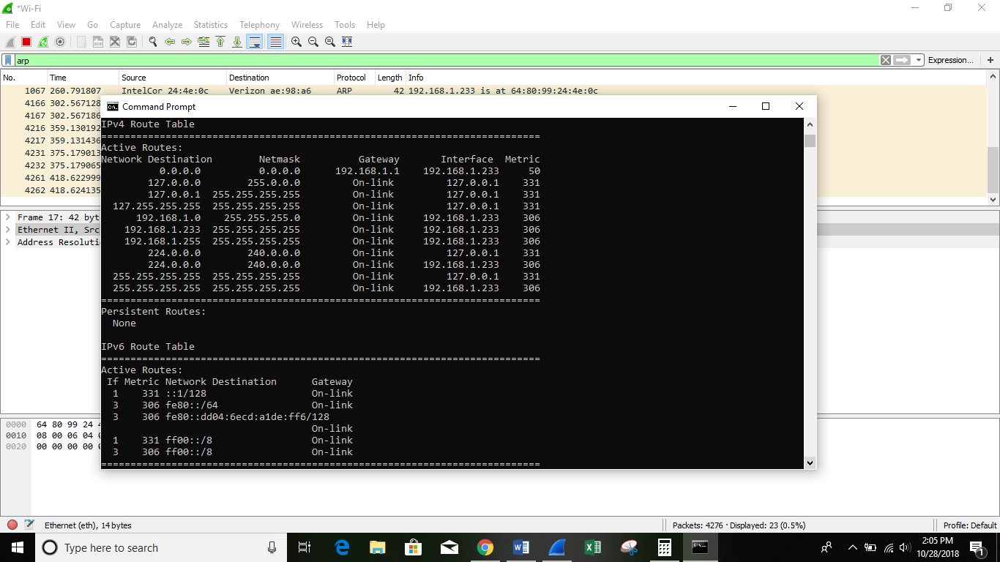 *Wi-Fi
File Edit View Go Capture Analyze Statistics Telephony Wireless Tools Help
arp
Expression... +
No. Time Source Destination Protocol Length Info
1067 260.791807 IntelCor_24:4e:0c Verizon_ae:98:a6 ARP 42 192.168.1.233 is at 64:80:99:24:4e:0c
4166 302.567128
4167 302.567186
4216 359.130192
4217 359.131436
4231 375.179013
4232 375.179065
4261 418.622999
4262 418.624135
Frame 17: 42 byt
Ethernet II, Src
Address Resoluti
0000 64 80 99 24 4
0010 08 00 06 04 0
0020 00 00 00 00 0
Command Prompt
IPv4 Route Table
===========================================================================
Active Routes:
Network Destination Netmask Gateway Interface Metric
0.0.0.0 0.0.0.0 192.168.1.1 192.168.1.233 50
127.0.0.0 255.0.0.0 On-link 127.0.0.1 331
127.0.0.1 255.255.255.255 On-link 127.0.0.1 331
127.255.255.255 255.255.255.255 On-link 127.0.0.1 331
192.168.1.0 255.255.255.0 On-link 192.168.1.233 306
192.168.1.233 255.255.255.255 On-link 192.168.1.233 306
192.168.1.255 255.255.255.255 On-link 192.168.1.233 306
224.0.0.0 240.0.0.0 On-link 127.0.0.1 331
224.0.0.0 240.0.0.0 On-link 192.168.1.233 306
255.255.255.255 255.255.255.255 On-link 127.0.0.1 331
255.255.255.255 255.255.255.255 On-link 192.168.1.233 306
===========================================================================
Persistent Routes:
None
IPv6 Route Table
===========================================================================
Active Routes:
If Metric Network Destination Gateway
1 331 ::1/128 On-link
3 306 fe80::/64 On-link
3 306 fe80::dd04:6ecd:a1de:ff6/128
On-link
1 331 ff00::/8 On-link
3 306 ff00::/8 On-link
===========================================================================
Ethernet (eth), 14 bytes
Packets: 4276 · Displayed: 23 (0.5%)
Profile: Default
Type here to search
2:05 PM
10/28/2018
1